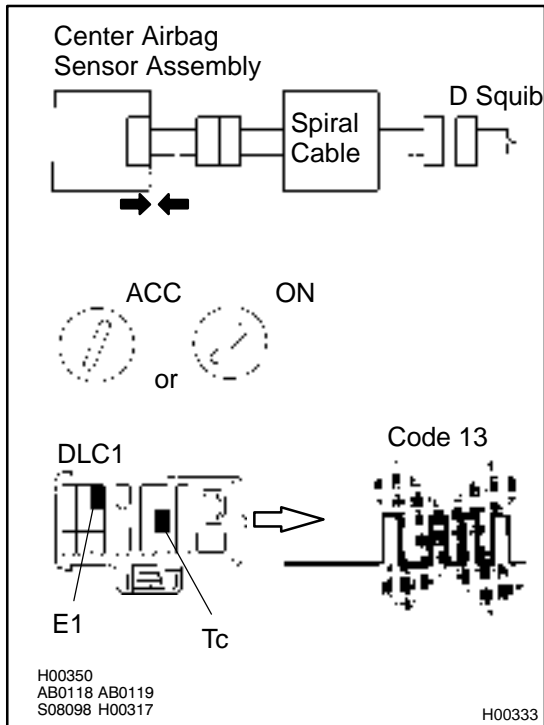 Center Airbag
Sensor Assembly
D Squib
Spiral
Cable
ACC
ON
or
DLC1
Code 13
E1
Tc
H00350
AB0118 AB0119
S08098 H00317
H00333